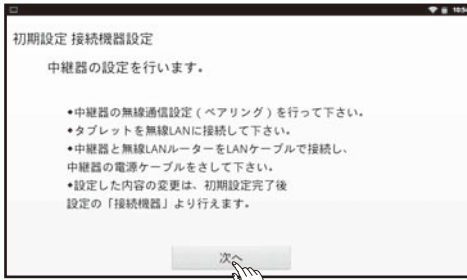 10:54
初期設定 接続機器設定
中継器の設定を行います。
◆中継器の無線通信設定 ( ペアリング ) を行って下さい。
◆タブレットを無線LANに接続して下さい。
◆中継器と無線LANルーターをLANケーブルで接続し、
中継器の電源ケーブルをさして下さい。
◆設定した内容の変更は、初期設定完了後
設定の「接続機器」より行えます。
次へ